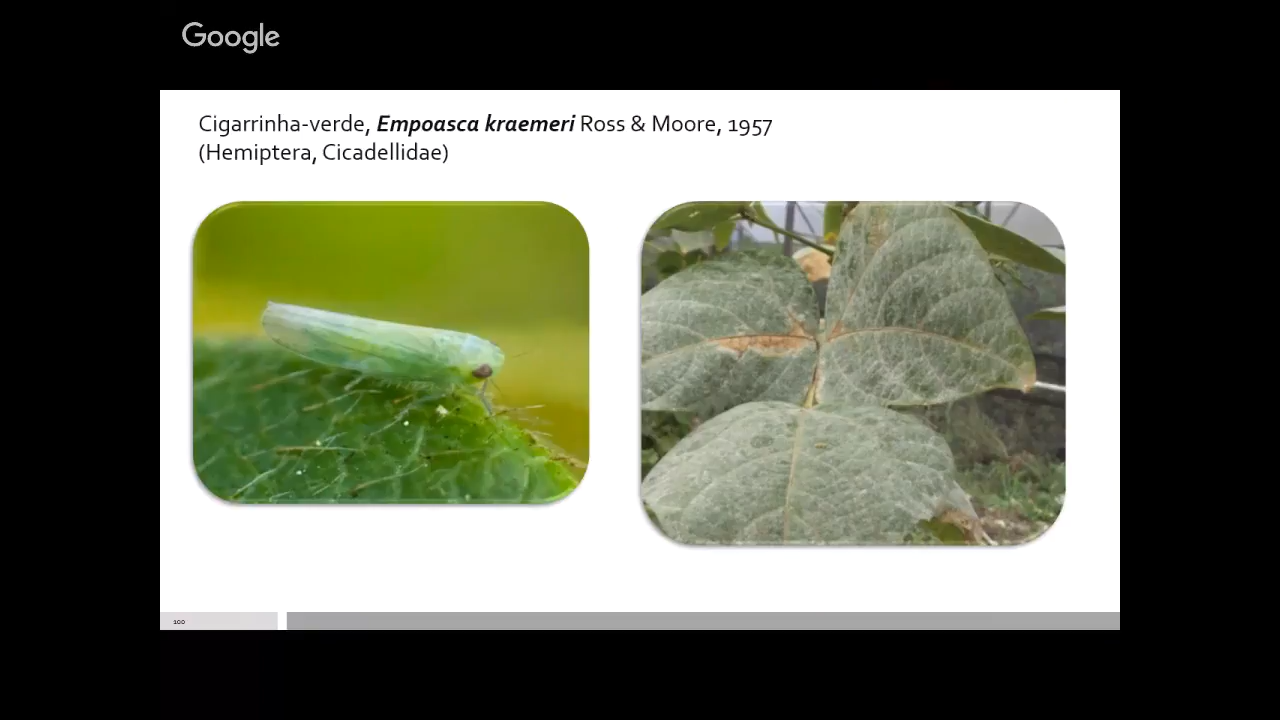 Google
Cigarrinha-verde, Empoasca kraemeri Ross & Moore, 1957
(Hemiptera, Cicadellidae)
100